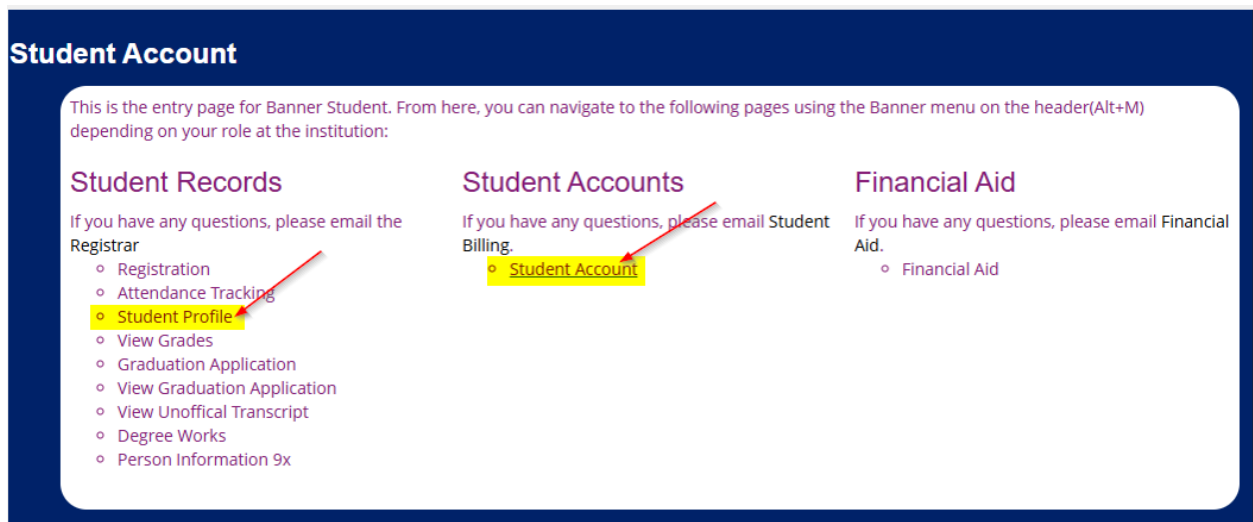 Student Account
This is the entry page for Banner Student. From here, you can navigate to the following pages using the Banner menu on the header(Alt+M)
depending on your role at the institution:
Student Records
If you have any questions, please email the
Registrar
Registration
Attendance Tracking
Student Profile
View Grades
Graduation Application
View Graduation Application
View Unoffical Transcript
Degree Works
Person Information 9x
Student Accounts
If you have any questions, please email Student
Billing.
Student Account
Financial Aid
If you have any questions, please email Financial
Aid.
Financial Aid